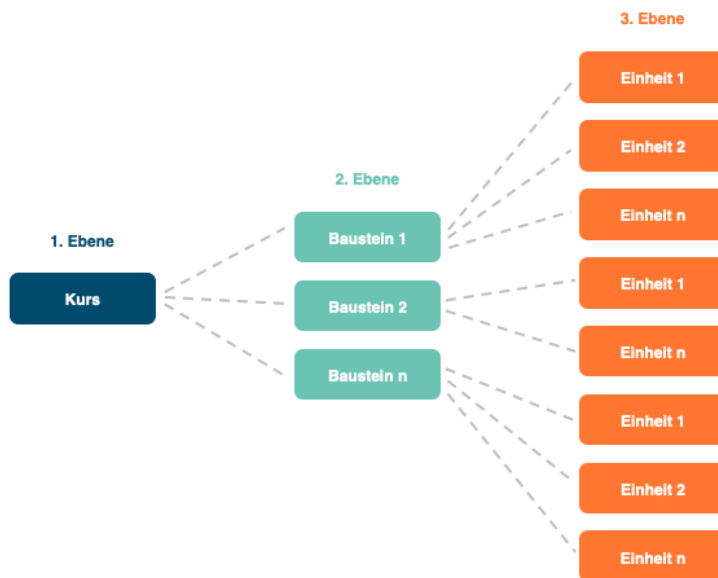 1. Ebene
Kurs
2. Ebene
Baustein 1
Baustein 2
Baustein n
3. Ebene
Einheit 1
Einheit 2
Einheit n
Einheit 1
Einheit n
Einheit 1
Einheit 2
Einheit n